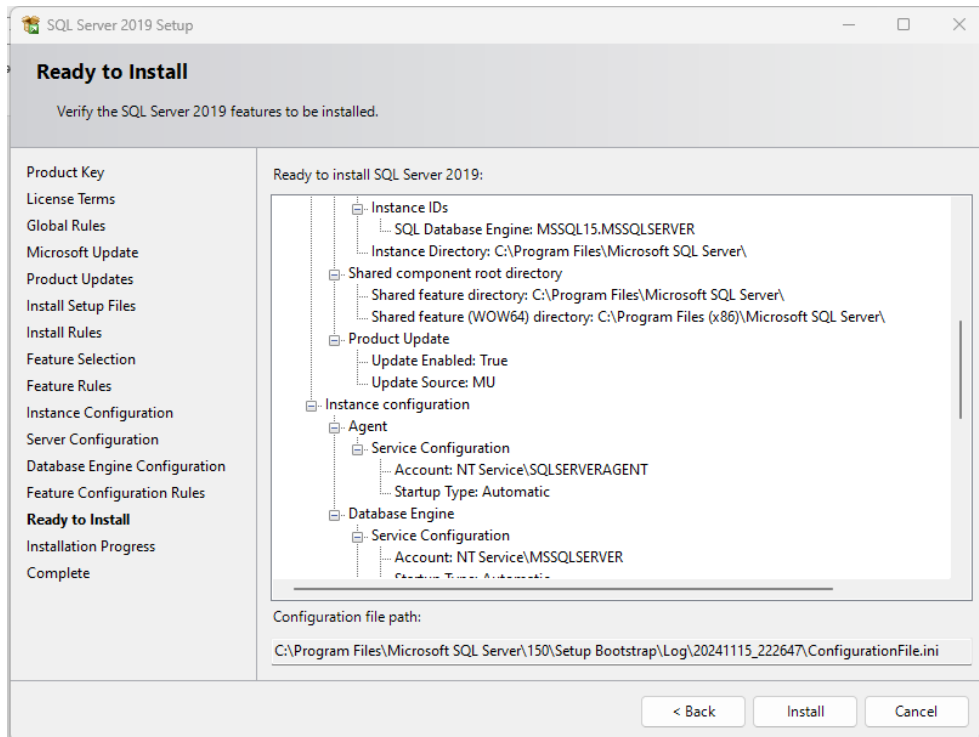 SQL Server 2019 Setup
Ready to Install
Verify the SQL Server 2019 features to be installed.
Product Key
License Terms
Global Rules
Microsoft Update
Product Updates
Install Setup Files
Install Rules
Feature Selection
Feature Rules
Instance Configuration
Server Configuration
Database Engine Configuration
Feature Configuration Rules
Ready to Install
Installation Progress
Complete
Ready to install SQL Server 2019:
Instance IDs
SQL Database Engine: MSSQL15.MSSQLSERVER
Instance Directory: C:\Program Files\Microsoft SQL Server\
Shared component root directory
Shared feature directory: C:\Program Files\Microsoft SQL Server\
Shared feature (WOW64) directory: C:\Program Files (x86)\Microsoft SQL Server\
Product Update
Update Enabled: True
Update Source: MU
Instance configuration
Agent
Service Configuration
Account: NT Service\SQLSERVERAGENT
Startup Type: Automatic
Database Engine
Service Configuration
Account: NT Service\MSSQLSERVER
Startup Type: Automatic
Configuration file path:
C:\Program Files\Microsoft SQL Server\150\Setup Bootstrap\Log\20241115_222647\ConfigurationFile.ini
< Back
Install
Cancel